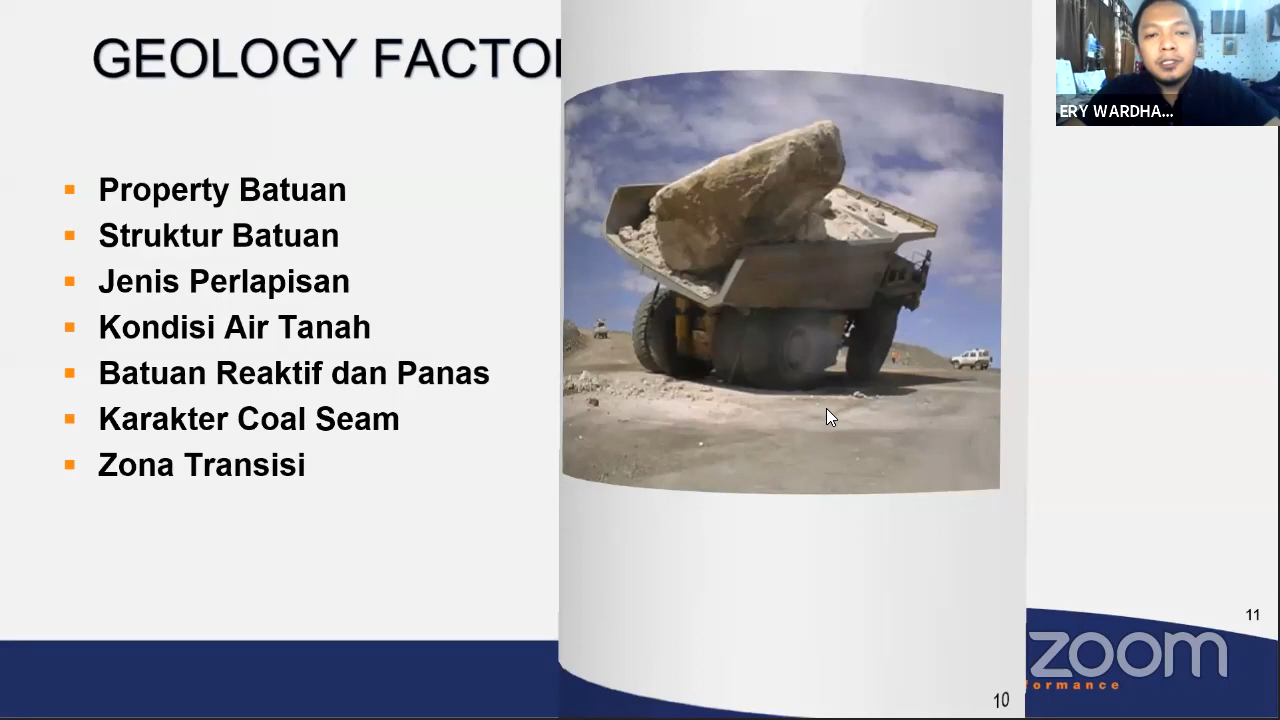 GEOLOGY FACTO
ERY WARDHA...
Property Batuan
Struktur Batuan
Jenis Perlapisan
Kondisi Air Tanah
Batuan Reaktif dan Panas
Karakter Coal Seam
Zona Transisi
11
zoom
formance
10